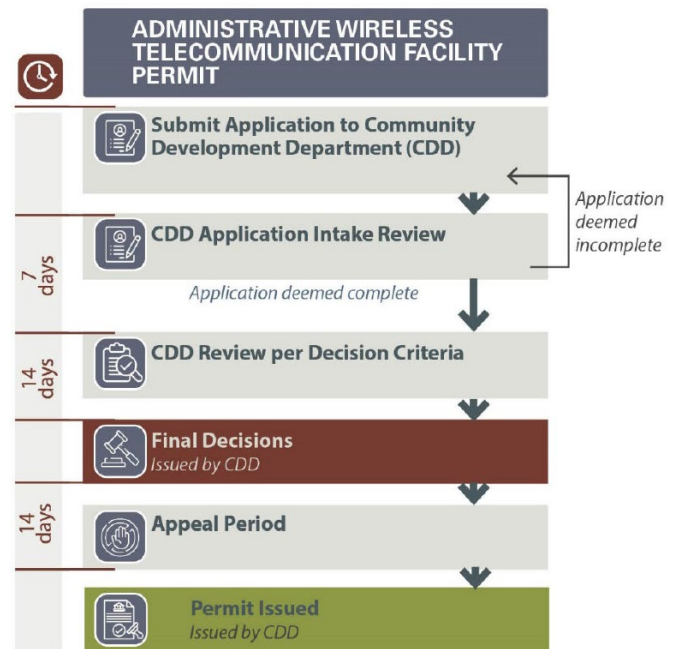 ADMINISTRATIVE WIRELESS
TELECOMMUNICATION FACILITY
PERMIT
Submit Application to Community
Development Department (CDD)
Application
deemed
incomplete
CDD Application Intake Review
7
days
Application deemed complete
CDD Review per Decision Criteria
14
days
Final Decisions
Issued by CDD
Appeal Period
14
days
Permit Issued
Issued by CDD